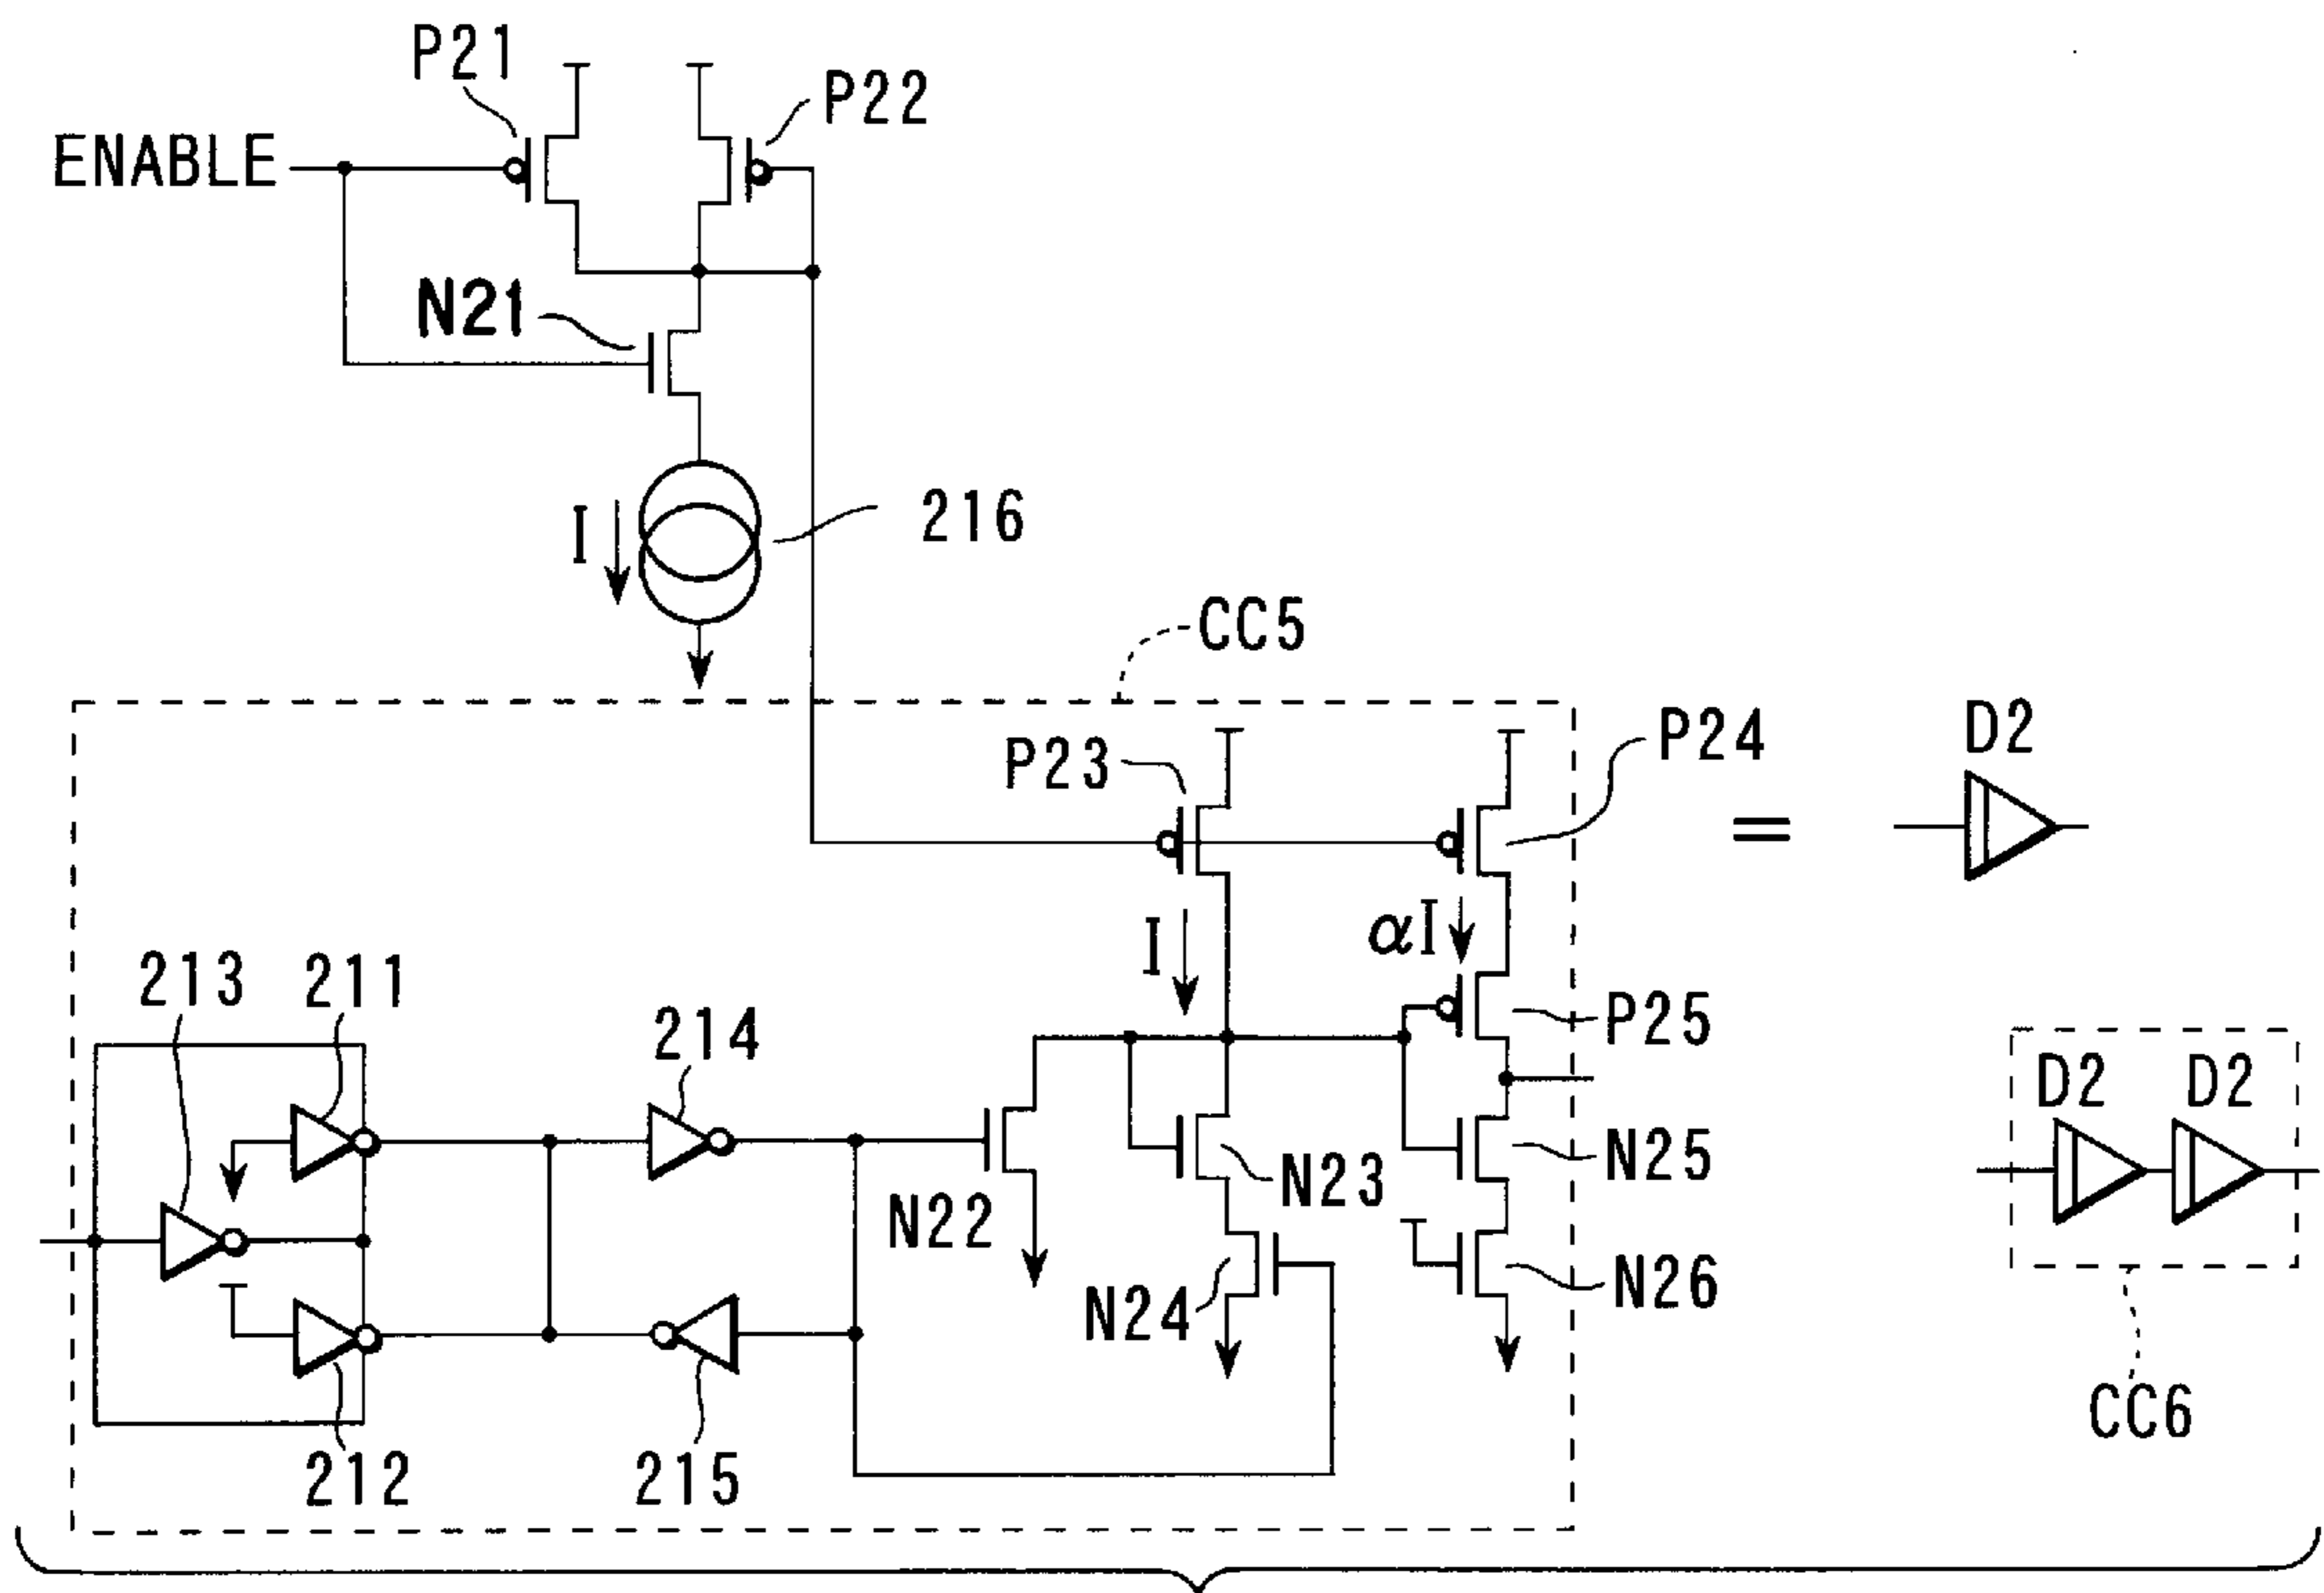 P21
P22
ENABLE
N21
I
216
CC5
P23
P24
D2
I
αI
213
211
214
P25
D2
D2
N22
N23
N25
N24
N26
212
215
CC6
=